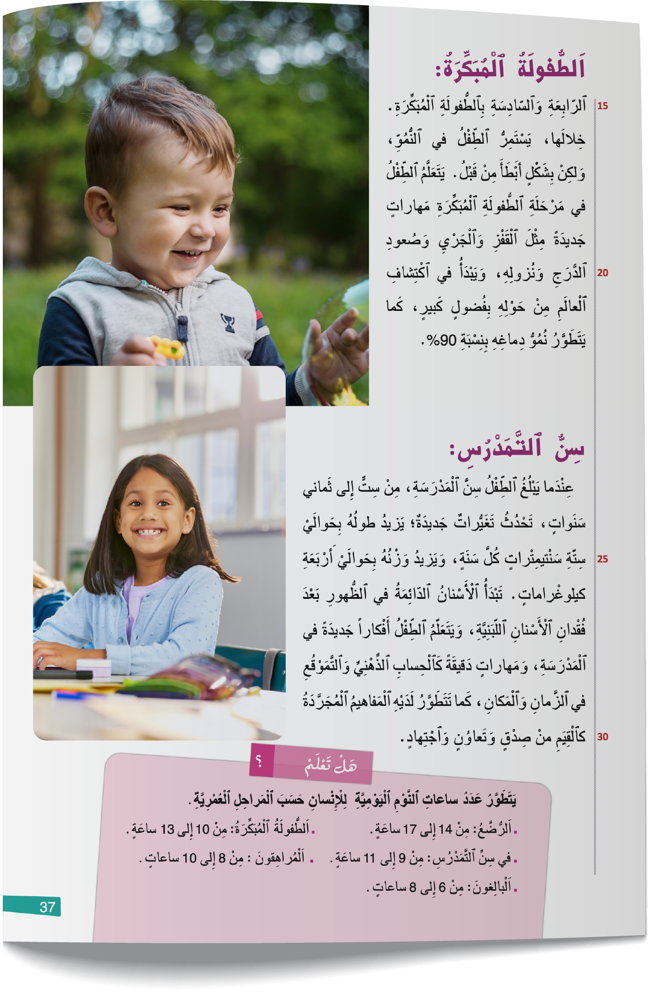 اَلطُّفولَةُ ٱلْمُبَكِّرَةُ:
15
ٱلرّابِعَةِ وَٱلسّادِسَةِ بِٱلطُّفولَةِ ٱلْمُبَكِّرَةِ.
خِلالَها، يَسْتَمِرُّ ٱلطِّفْلُ في ٱلنُّمُوِّ،
وَلكِنْ بِشَكْلٍ أَبْطَأَ مِنْ قَبْلُ. يَتَعَلَّمُ ٱلطِّفْلُ
في مَرْحَلَةِ ٱلطُّفولَةِ ٱلْمُبَكِّرَةِ مَهاراتٍ
جَديدَةً مِثْلَ ٱلْقَفْزِ وَٱلْجَرْيِ وَصُعودِ
20
ٱلدَّرَجِ وَنُزولِهِ، وَيَبْدَأُ في ٱكْتِشافِ
ٱلْعالَمِ مِنْ حَوْلِهِ بِفُضولٍ كَبيرٍ، كَما
يَتَطَوَّرُ نُمُوُّ دِماغِهِ بِنِسْبَةِ 90%.
سِنُّ ٱلتَّمَدْرُسِ:
عِنْدَما يَبْلُغُ ٱلطِّفْلُ سِنَّ ٱلْمَدْرَسَةِ، مِنْ سِتٍّ إِلى ثَماني
سَنَواتٍ، تَحْدُثُ تَغَيُّراتٌ جَديدَةٌ؛ يَزيدُ طولُهُ بِحَوالَيْ
25
سِتَّةِ سَنْتيمِتْراتٍ كُلَّ سَنَةٍ، وَيَزيدُ وَزْنُهُ بِحَوالَيْ أَرْبَعَةِ
كيلوغْراماتٍ. تَبْدَأُ ٱلْأَسْنانُ ٱلدّائِمَةُ في ٱلظُّهورِ بَعْدَ
فُقْدانِ ٱلْأَسْنانِ ٱللَّبَنِيَّةِ، وَيَتَعَلَّمُ ٱلطِّفْلُ أَفْكاراً جَديدَةً في
ٱلْمَدْرَسَةِ، وَمَهاراتٍ دَقيقَةً كَٱلْحِسابِ ٱلذِّهْنِيِّ وَٱلتَّمَوْقُعِ
في ٱلزَّمانِ وَٱلْمَكانِ، كَما تَتَطَوَّرُ لَدَيْهِ ٱلْمَفاهيمُ ٱلْمُجَرَّدَةُ
30
كٱلْقِيَمِ منْ صِدْقٍ وَتَعاوُنٍ وَٱجْتِهادٍ.
هَلْ تَعْلَمْ ؟
يَتَطَوَّرُ عَدَدُ ساعاتِ ٱلنَّوْمِ ٱلْيَوْمِيَّةِ لِلْإِنْسانِ حَسَبَ ٱلْمَراحِلِ ٱلْعُمْرِيَّةِ.
. اَلرُّضَّعُ: مِنْ 14 إِلى 17 ساعَةٍ.
. اَلطُّفولَةُ ٱلْمُبَكِّرَةُ: مِنْ 10 إِلى 13 ساعَةٍ.
. في سِنِّ ٱلتَّمَدْرُسِ: مِنْ 9 إِلى 11 ساعَةٍ.
. اَلْمُراهِقونَ: مِنْ 8 إِلى 10 ساعاتٍ.
. اَلْبالِغونَ: مِنْ 6 إِلى 8 ساعاتٍ.
37